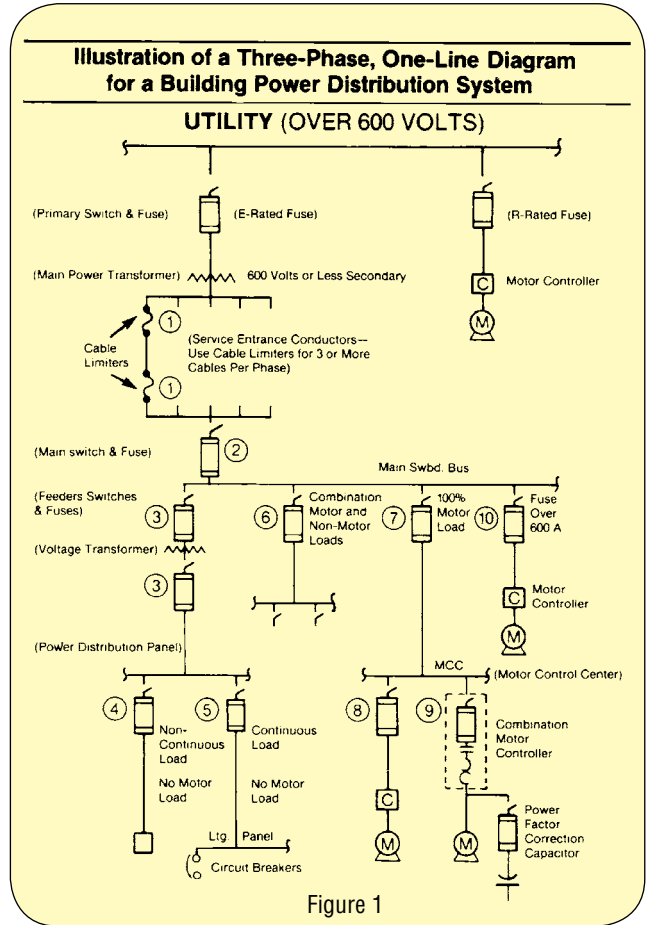 Illustration of a Three-Phase, One-Line Diagram
for a Building Power Distribution System
UTILITY (OVER 600 VOLTS)
(Primary Switch & Fuse)
(E-Rated Fuse)
(R-Rated Fuse)
(Main Power Transformer)
600 Volts or Less Secondary
C
Motor Controller
M
1
Cable
Limiters
(Service Entrance Conductors—
Use Cable Limiters for 3 or More
Cables Per Phase)
1
(Main switch & Fuse)
2
Main Swbd. Bus
(Feeders Switches
& Fuses)
3
6
Combination
Motor and
Non-Motor
Loads
7
100%
Motor
Load
10
Fuse
Over
600 A
(Voltage Transformer)
3
C
Motor
Controller
M
(Power Distribution Panel)
MCC
(Motor Control Center)
4
Non-
Continuous
Load
No Motor
Load
5
Continuous
Load
No Motor
Load
8
9
Combination
Motor
Controller
C
M
M
Power
Factor
Correction
Capacitor
Ltg. Panel
Circuit Breakers
Figure 1